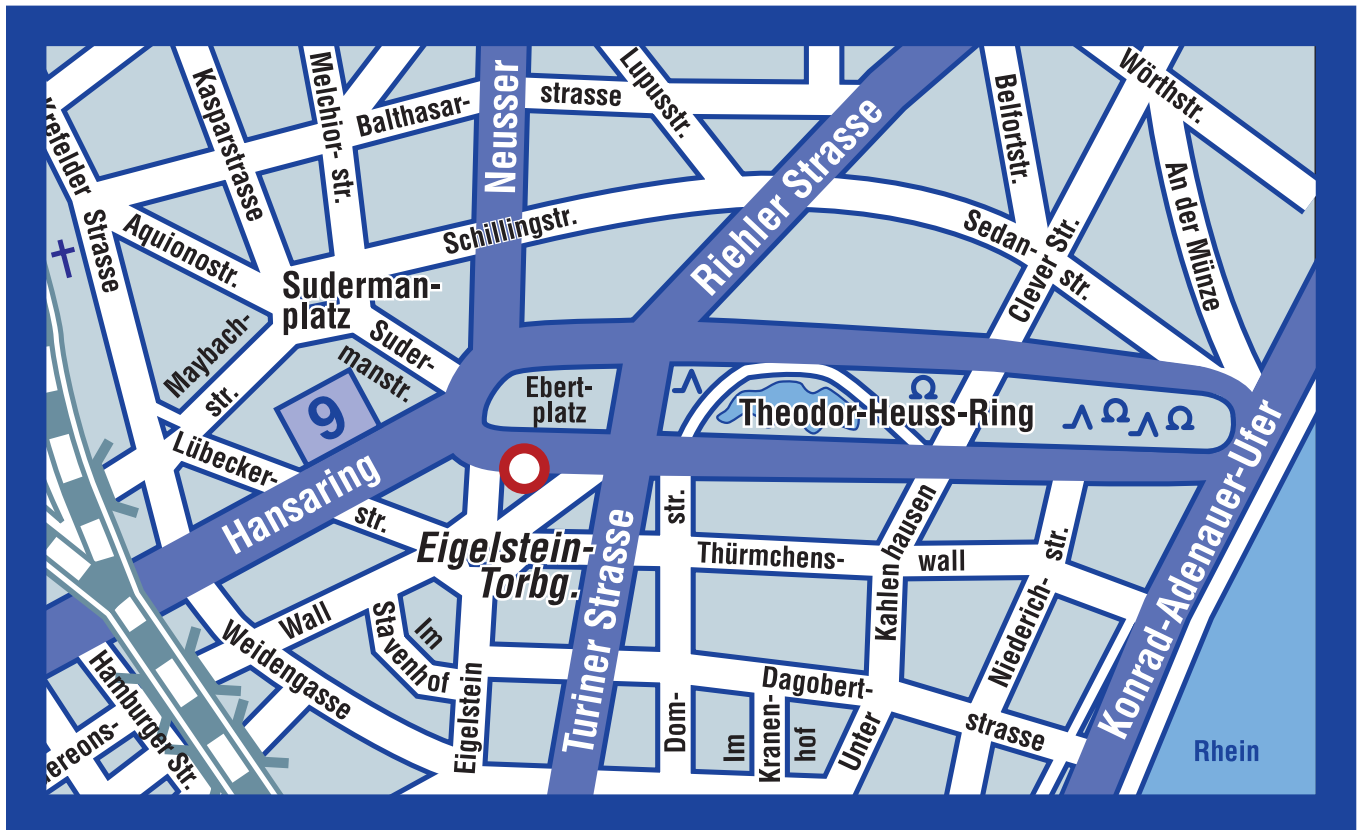 Krefelder
Strasse
Kasparstrasse
Melchior-
str.
Balthasar-
strasse
Neusser
Lupusstr.
Riehler Strasse
Belfortstr.
Wörthstr.
An der Münze
Aquionostr.
Schillingstr.
Sedan-
str.
Clever Str.
Suderman-
platz
Maybach-
str.
Suder-
manstr.
9
Ebert-
platz
Theodor-Heuss-Ring
Lübecker-
str.
Hansaring
Eigelstein-
Torbg.
Turiner Strasse
str.
Thürmchens-
wall
Kahlen hausen
str.
Niederich-
Konrad-Adenauer-Ufer
Wall
Weidengasse
Im
Stavenhof
Eigelstein
Hamburger Str.
ereons-
Dom-
Im
Kranen-
hof
Dagobert-
strasse
Unter
Rhein